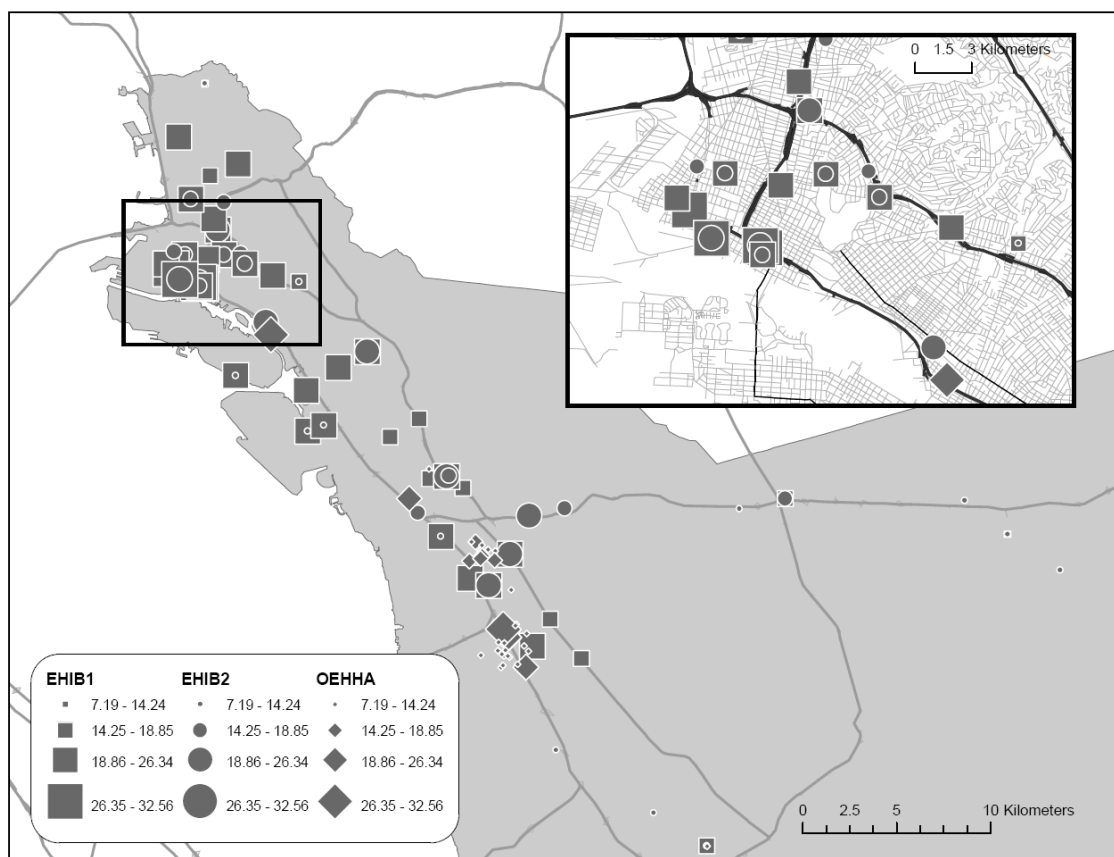 0 1.5 3 Kilometers
EHIB1 EHIB2 OEHHA
7.19 - 14.24 7.19 - 14.24 7.19 - 14.24
14.25 - 18.85 14.25 - 18.85 14.25 - 18.85
18.86 - 26.34 18.86 - 26.34 18.86 - 26.34
26.35 - 32.56 26.35 - 32.56 26.35 - 32.56
0 2.5 5 10 Kilometers